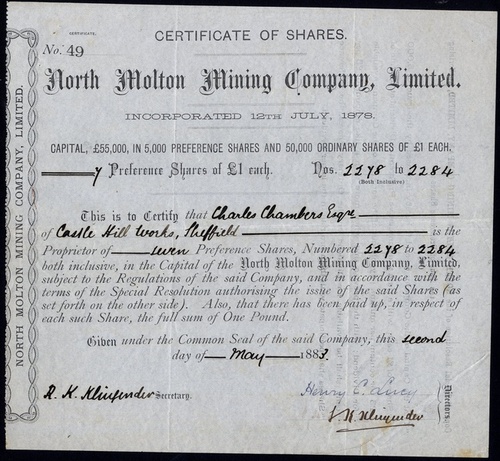 CERTIFICATE.
CERTIFICATE OF SHARES.
No. 49
North Molton Mining Company, Limited.
INCORPORATED 12TH JULY, 1878.
CAPITAL, £55,000, IN 5,000 PREFERENCE SHARES AND 50,000 ORDINARY SHARES OF £1 EACH.
7 Preference Shares of £1 each. Nos. 2278 to 2284
(Both Inclusive)
This is to Certify that Charles Chambers Esqre
of Castle Hill Works, Sheffield is the
Proprietor of seven Preference Shares, Numbered 2278 to 2284
both inclusive, in the Capital of the North Molton Mining Company, Limited,
subject to the Regulations of the said Company, and in accordance with the
terms of the Special Resolution authorising the issue of the said Shares (as
set forth on the other side). Also, that there has been paid up, in respect of
each such Share, the full sum of One Pound.
Given under the Common Seal of the said Company, this second
day of May 1883.
R. K. Klingender Secretary.
Henry C. Lucy
Klingender
Directors.
NORTH MOLTON MINING COMPANY, LIMITED.